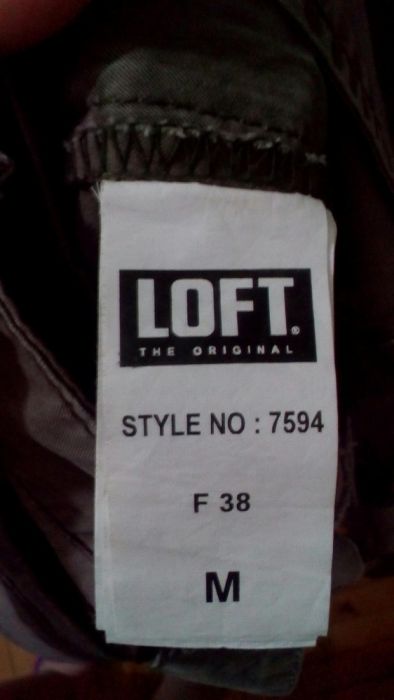 LOFT®
THE ORIGINAL
STYLE NO : 7594
F 38
M